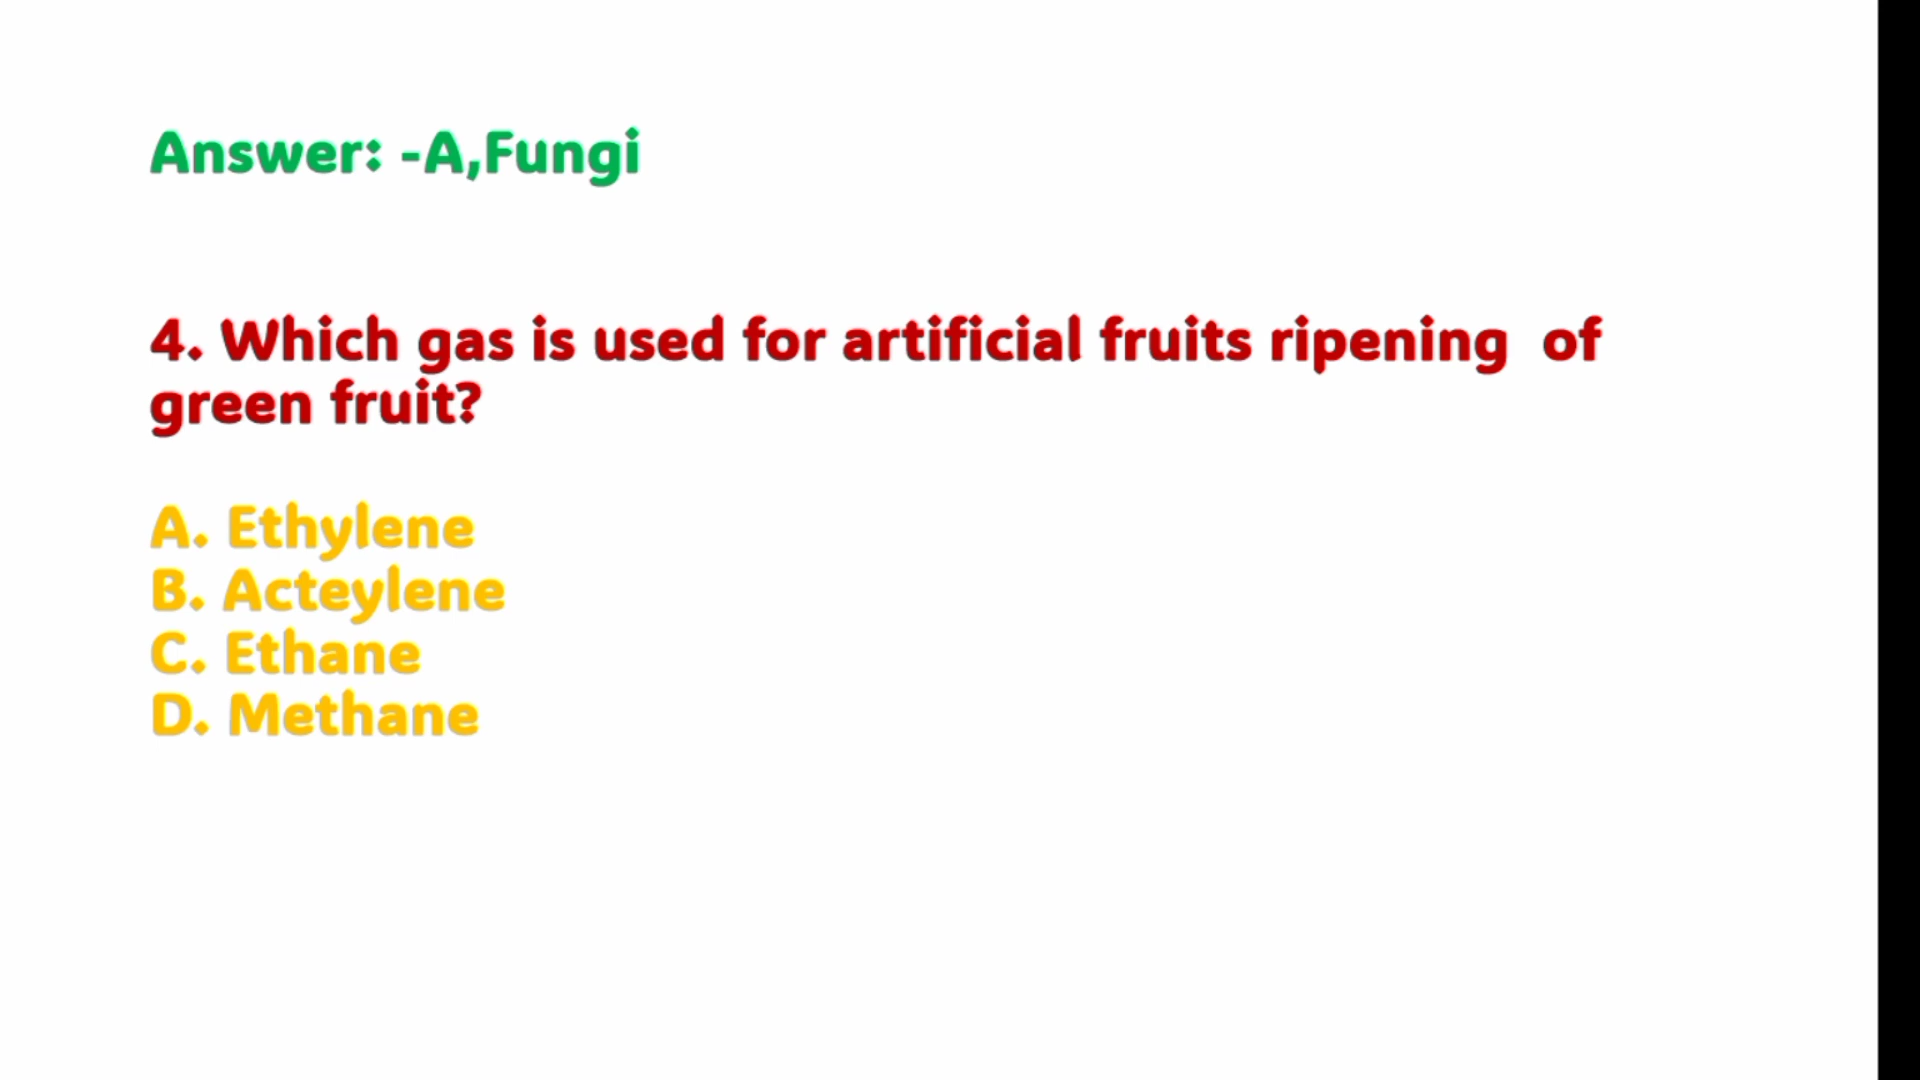 Answer: -A,Fungi
4. Which gas is used for artificial fruits ripening  of
green fruit?
A. Ethylene
B. Acteylene
C. Ethane
D. Methane